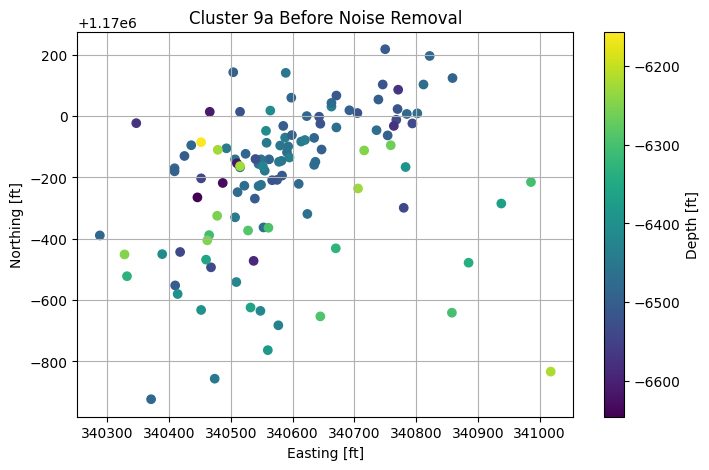 Cluster 9a Before Noise Removal
+1.17e6
200
0
−200
−400
−600
−800
Northing [ft]
340300 340400 340500 340600 340700 340800 340900 341000
Easting [ft]
−6200
−6300
−6400
−6500
−6600
Depth [ft]